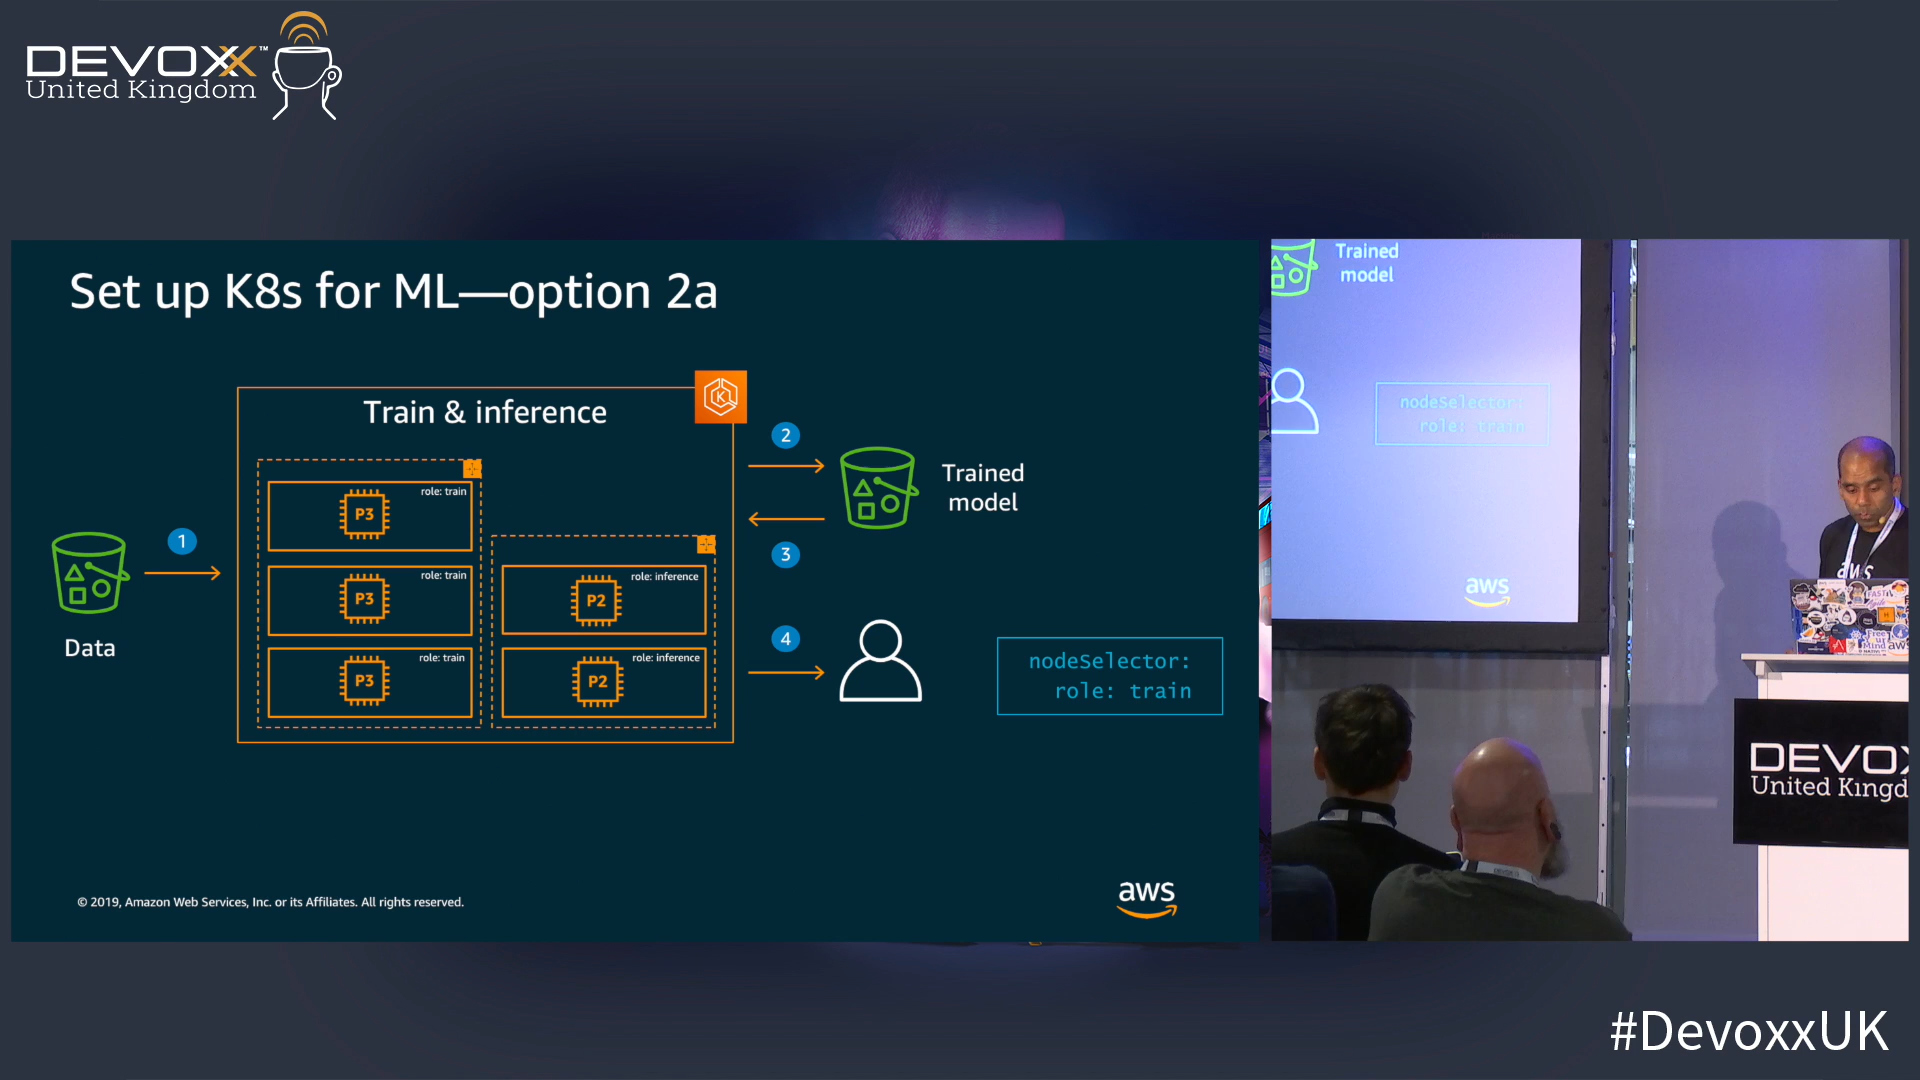 DEVOXX™
United Kingdom
Set up K8s for ML—option 2a
Train & inference
K
role: train
P3
role: train
P3
role: train
P3
role: inference
P2
role: inference
P2
1
Data
2
3
4
Trained
model
nodeSelector:
role: train
© 2019, Amazon Web Services, Inc. or its Affiliates. All rights reserved.
aws
Trained
model
nodeSelector:
role: train
aws
aws
DEVOX
United Kingd
#DevoxxUK